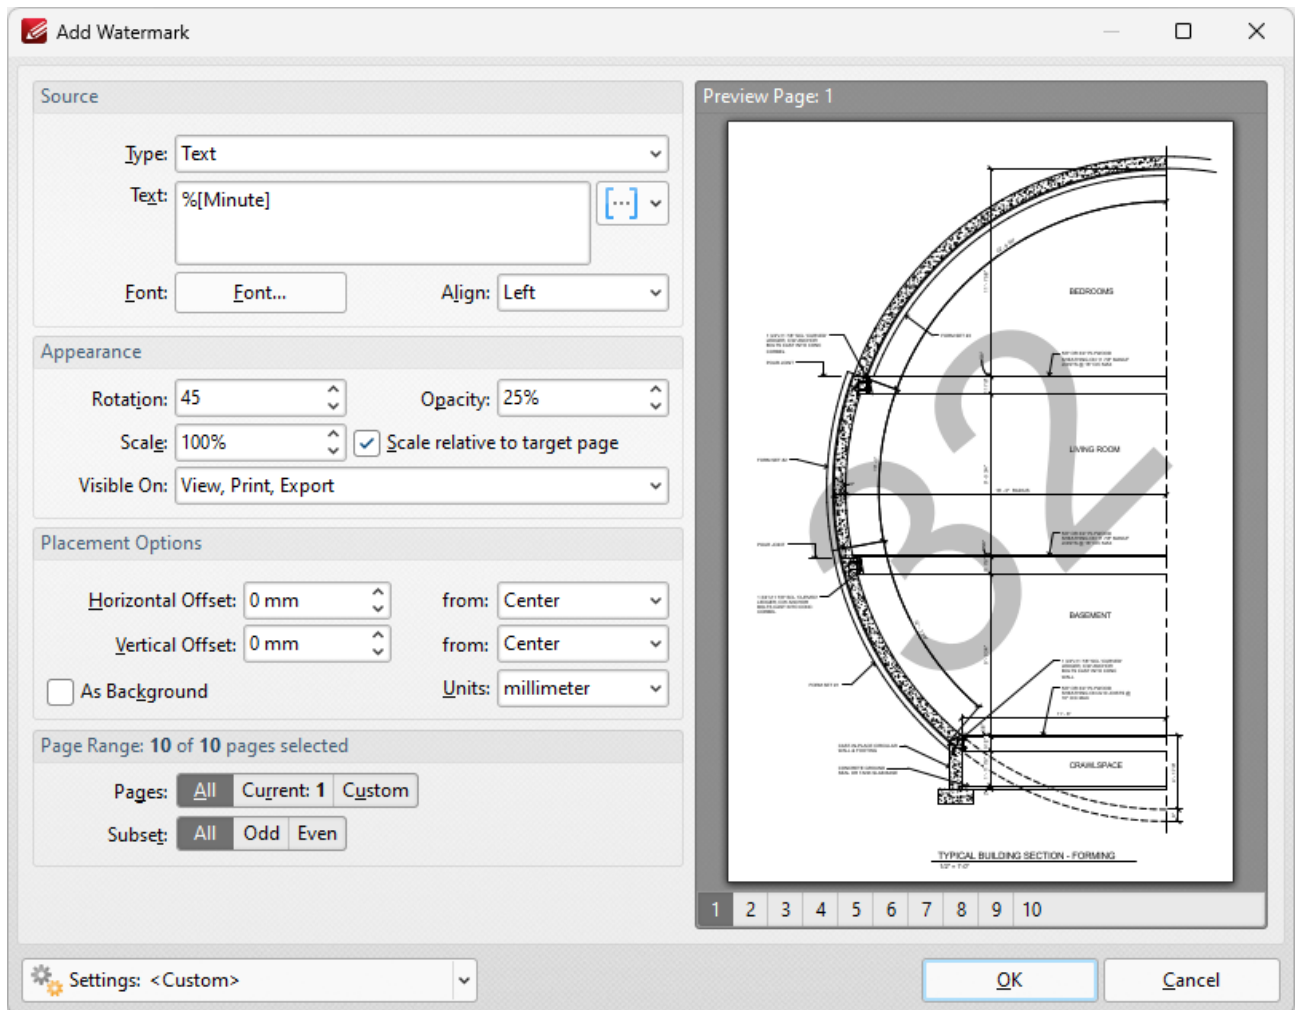 Add Watermark
Source
Type: Text
Text: %[Minute]
Font: Font... Align: Left
Appearance
Rotation: 45 Opacity: 25%
Scale: 100% Scale relative to target page
Visible On: View, Print, Export
Placement Options
Horizontal Offset: 0 mm from: Center
Vertical Offset: 0 mm from: Center
As Background Units: millimeter
Page Range: 10 of 10 pages selected
Pages: All Current: 1 Custom
Subset: All Odd Even
Preview Page: 1
BEDROOMS
32
LIVING ROOM
BASEMENT
CRAWLSPACE
TYPICAL BUILDING SECTION - FORMING
1 2 3 4 5 6 7 8 9 10
Settings: <Custom>
OK Cancel